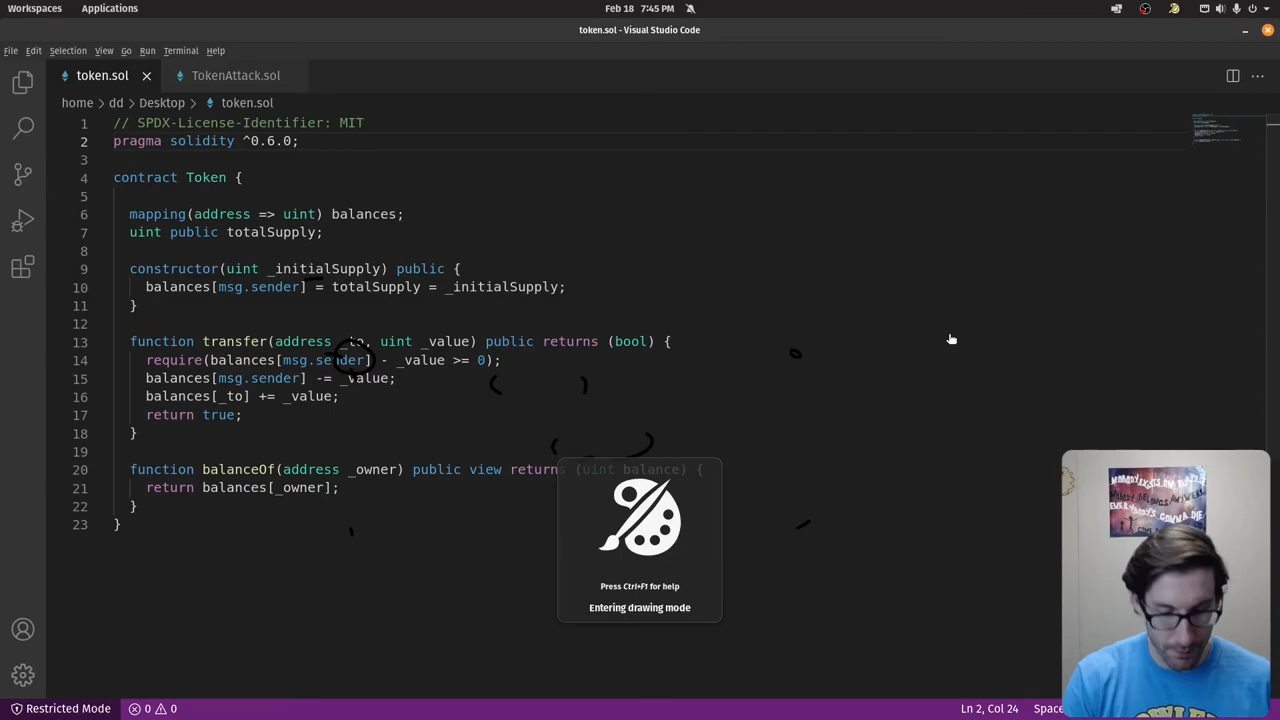 Workspaces Applications Feb 18 7:45 PM
token.sol - Visual Studio Code
File Edit Selection View Go Run Terminal Help
token.sol TokenAttack.sol
home > dd > Desktop > token.sol
1 // SPDX-License-Identifier: MIT
2 pragma solidity ^0.6.0;
3
4 contract Token {
5
6 mapping(address => uint) balances;
7 uint public totalSupply;
8
9 constructor(uint _initialSupply) public {
10 balances[msg.sender] = totalSupply = _initialSupply;
11 }
12
13 function transfer(address _to, uint _value) public returns (bool) {
14 require(balances[msg.sender] - _value >= 0);
15 balances[msg.sender] -= _value;
16 balances[_to] += _value;
17 return true;
18 }
19
20 function balanceOf(address _owner) public view returns (uint balance) {
21 return balances[_owner];
22 }
23 }
Press Ctrl+F1 for help
Entering drawing mode
NOBODY BELONGS ANYWHERE
EVERYBODY'S GONNA DIE
Restricted Mode 0 0 Ln 2, Col 24